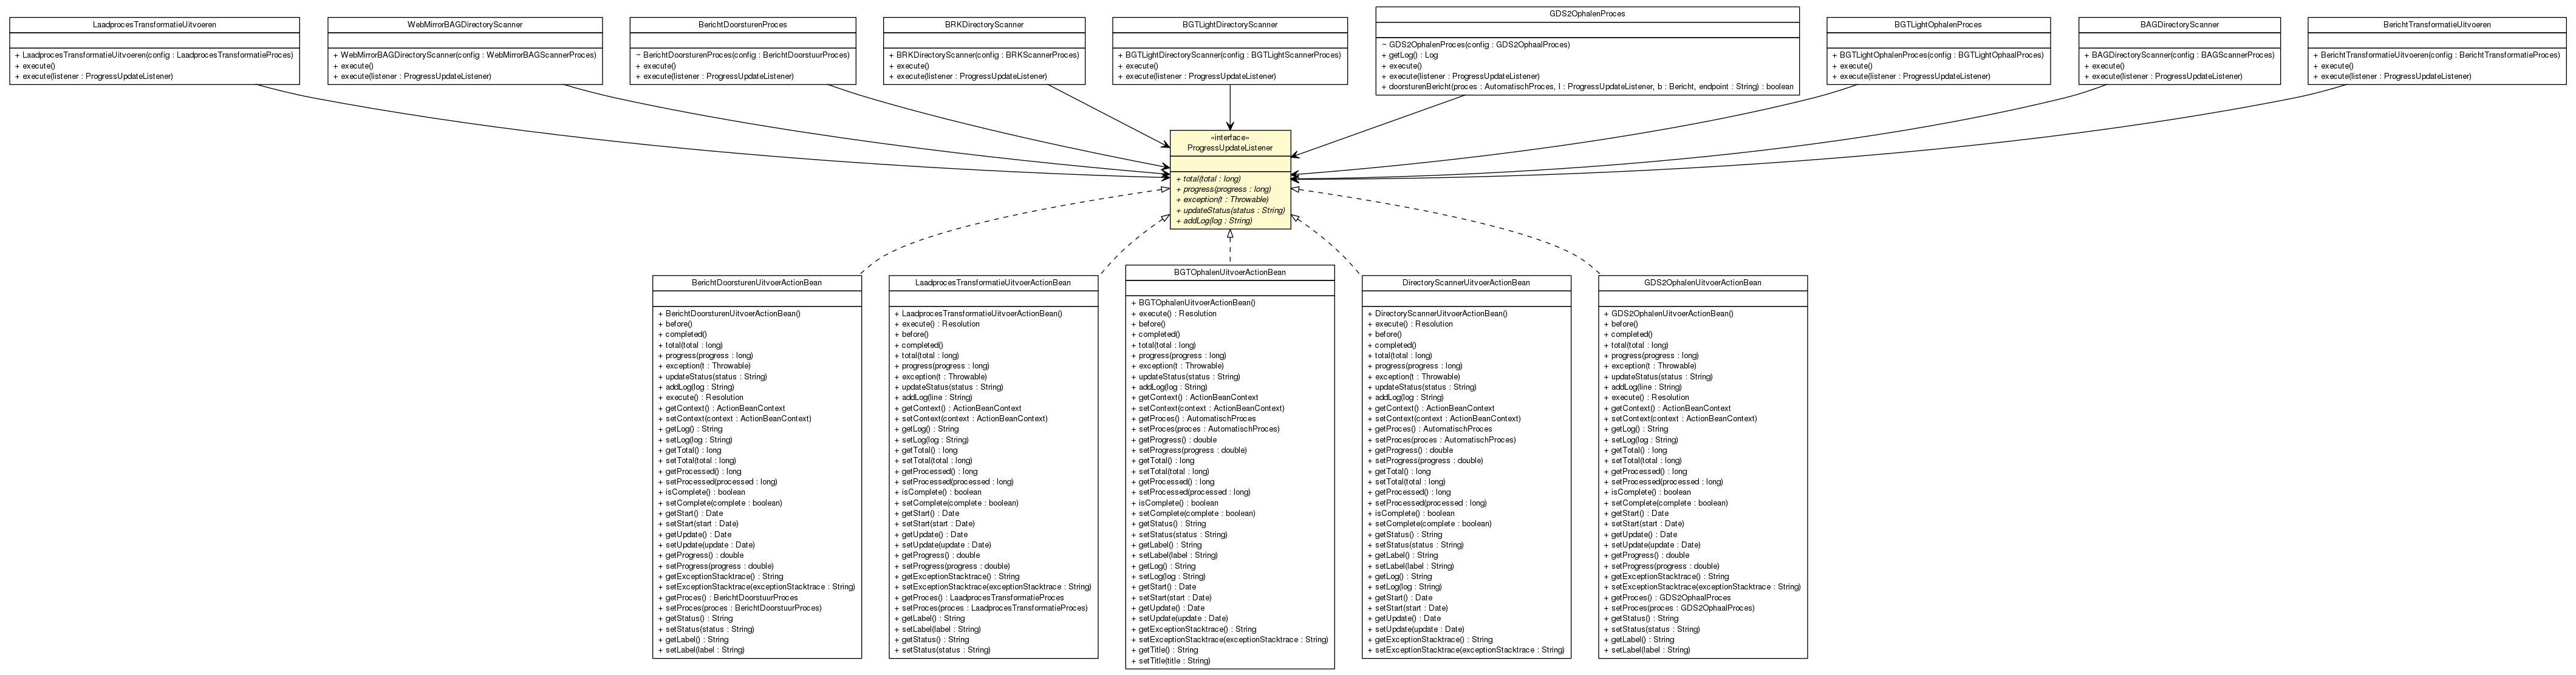 LaadprocesTransformatieUitvoeren
+ LaadprocesTransformatieUitvoeren(config : LaadprocesTransformatieProces)
+ execute()
+ execute(listener : ProgressUpdateListener)
WebMirrorBAGDirectoryScanner
+ WebMirrorBAGDirectoryScanner(config : WebMirrorBAGScannerProces)
+ execute()
+ execute(listener : ProgressUpdateListener)
BerichtDoorsturenProces
~ BerichtDoorsturenProces(config : BerichtDoorstuurProces)
+ execute()
+ execute(listener : ProgressUpdateListener)
BRKDirectoryScanner
+ BRKDirectoryScanner(config : BRKScannerProces)
+ execute()
+ execute(listener : ProgressUpdateListener)
BGTLightDirectoryScanner
+ BGTLightDirectoryScanner(config : BGTLightScannerProces)
+ execute()
+ execute(listener : ProgressUpdateListener)
GDS2OphalenProces
~ GDS2OphalenProces(config : GDS2OphaalProces)
+ getLog() : Log
+ execute()
+ execute(listener : ProgressUpdateListener)
+ doorsturenBericht(proces : AutomatischProces, l : ProgressUpdateListener, b : Bericht, endpoint : String) : boolean
BGTLightOphalenProces
+ BGTLightOphalenProces(config : BGTLightOphaalProces)
+ execute()
+ execute(listener : ProgressUpdateListener)
BAGDirectoryScanner
+ BAGDirectoryScanner(config : BAGScannerProces)
+ execute()
+ execute(listener : ProgressUpdateListener)
BerichtTransformatieUitvoeren
+ BerichtTransformatieUitvoeren(config : BerichtTransformatieProces)
+ execute()
+ execute(listener : ProgressUpdateListener)
«interface»
ProgressUpdateListener
+ total(total : long)
+ progress(progress : long)
+ exception(t : Throwable)
+ updateStatus(status : String)
+ addLog(log : String)
BerichtDoorsturenUitvoerActionBean
+ BerichtDoorsturenUitvoerActionBean()
+ before()
+ completed()
+ total(total : long)
+ progress(progress : long)
+ exception(t : Throwable)
+ updateStatus(status : String)
+ addLog(log : String)
+ execute() : Resolution
+ getContext() : ActionBeanContext
+ setContext(context : ActionBeanContext)
+ getLog() : String
+ setLog(log : String)
+ getTotal() : long
+ setTotal(total : long)
+ getProcessed() : long
+ setProcessed(processed : long)
+ isComplete() : boolean
+ setComplete(complete : boolean)
+ getStart() : Date
+ setStart(start : Date)
+ getUpdate() : Date
+ setUpdate(update : Date)
+ getProgress() : double
+ setProgress(progress : double)
+ getExceptionStacktrace() : String
+ setExceptionStacktrace(exceptionStacktrace : String)
+ getProces() : BerichtDoorstuurProces
+ setProces(proces : BerichtDoorstuurProces)
+ getStatus() : String
+ setStatus(status : String)
+ getLabel() : String
+ setLabel(label : String)
LaadprocesTransformatieUitvoerActionBean
+ LaadprocesTransformatieUitvoerActionBean()
+ execute() : Resolution
+ before()
+ completed()
+ total(total : long)
+ progress(progress : long)
+ exception(t : Throwable)
+ updateStatus(status : String)
+ addLog(line : String)
+ getContext() : ActionBeanContext
+ setContext(context : ActionBeanContext)
+ getLog() : String
+ setLog(log : String)
+ getTotal() : long
+ setTotal(total : long)
+ getProcessed() : long
+ setProcessed(processed : long)
+ isComplete() : boolean
+ setComplete(complete : boolean)
+ getStart() : Date
+ setStart(start : Date)
+ getUpdate() : Date
+ setUpdate(update : Date)
+ getProgress() : double
+ setProgress(progress : double)
+ getExceptionStacktrace() : String
+ setExceptionStacktrace(exceptionStacktrace : String)
+ getProces() : LaadprocesTransformatieProces
+ setProces(proces : LaadprocesTransformatieProces)
+ getLabel() : String
+ setLabel(label : String)
+ getStatus() : String
+ setStatus(status : String)
BGTOphalenUitvoerActionBean
+ BGTOphalenUitvoerActionBean()
+ execute() : Resolution
+ before()
+ completed()
+ total(total : long)
+ progress(progress : long)
+ exception(t : Throwable)
+ updateStatus(status : String)
+ addLog(log : String)
+ getContext() : ActionBeanContext
+ setContext(context : ActionBeanContext)
+ getProces() : AutomatischProces
+ setProces(proces : AutomatischProces)
+ getProgress() : double
+ setProgress(progress : double)
+ getTotal() : long
+ setTotal(total : long)
+ getProcessed() : long
+ setProcessed(processed : long)
+ isComplete() : boolean
+ setComplete(complete : boolean)
+ getStatus() : String
+ setStatus(status : String)
+ getLabel() : String
+ setLabel(label : String)
+ getLog() : String
+ setLog(log : String)
+ getStart() : Date
+ setStart(start : Date)
+ getUpdate() : Date
+ setUpdate(update : Date)
+ getExceptionStacktrace() : String
+ setExceptionStacktrace(exceptionStacktrace : String)
+ getTitle() : String
+ setTitle(title : String)
DirectoryScannerUitvoerActionBean
+ DirectoryScannerUitvoerActionBean()
+ execute() : Resolution
+ before()
+ completed()
+ total(total : long)
+ progress(progress : long)
+ exception(t : Throwable)
+ updateStatus(status : String)
+ addLog(log : String)
+ getContext() : ActionBeanContext
+ setContext(context : ActionBeanContext)
+ getProces() : AutomatischProces
+ setProces(proces : AutomatischProces)
+ getProgress() : double
+ setProgress(progress : double)
+ getTotal() : long
+ setTotal(total : long)
+ getProcessed() : long
+ setProcessed(processed : long)
+ isComplete() : boolean
+ setComplete(complete : boolean)
+ getStatus() : String
+ setStatus(status : String)
+ getLabel() : String
+ setLabel(label : String)
+ getLog() : String
+ setLog(log : String)
+ getStart() : Date
+ setStart(start : Date)
+ getUpdate() : Date
+ setUpdate(update : Date)
+ getExceptionStacktrace() : String
+ setExceptionStacktrace(exceptionStacktrace : String)
GDS2OphalenUitvoerActionBean
+ GDS2OphalenUitvoerActionBean()
+ before()
+ completed()
+ total(total : long)
+ progress(progress : long)
+ exception(t : Throwable)
+ updateStatus(status : String)
+ addLog(line : String)
+ execute() : Resolution
+ getContext() : ActionBeanContext
+ setContext(context : ActionBeanContext)
+ getLog() : String
+ setLog(log : String)
+ getTotal() : long
+ setTotal(total : long)
+ getProcessed() : long
+ setProcessed(processed : long)
+ isComplete() : boolean
+ setComplete(complete : boolean)
+ getStart() : Date
+ setStart(start : Date)
+ getUpdate() : Date
+ setUpdate(update : Date)
+ getProgress() : double
+ setProgress(progress : double)
+ getExceptionStacktrace() : String
+ setExceptionStacktrace(exceptionStacktrace : String)
+ getProces() : GDS2OphaalProces
+ setProces(proces : GDS2OphaalProces)
+ getStatus() : String
+ setStatus(status : String)
+ getLabel() : String
+ setLabel(label : String)